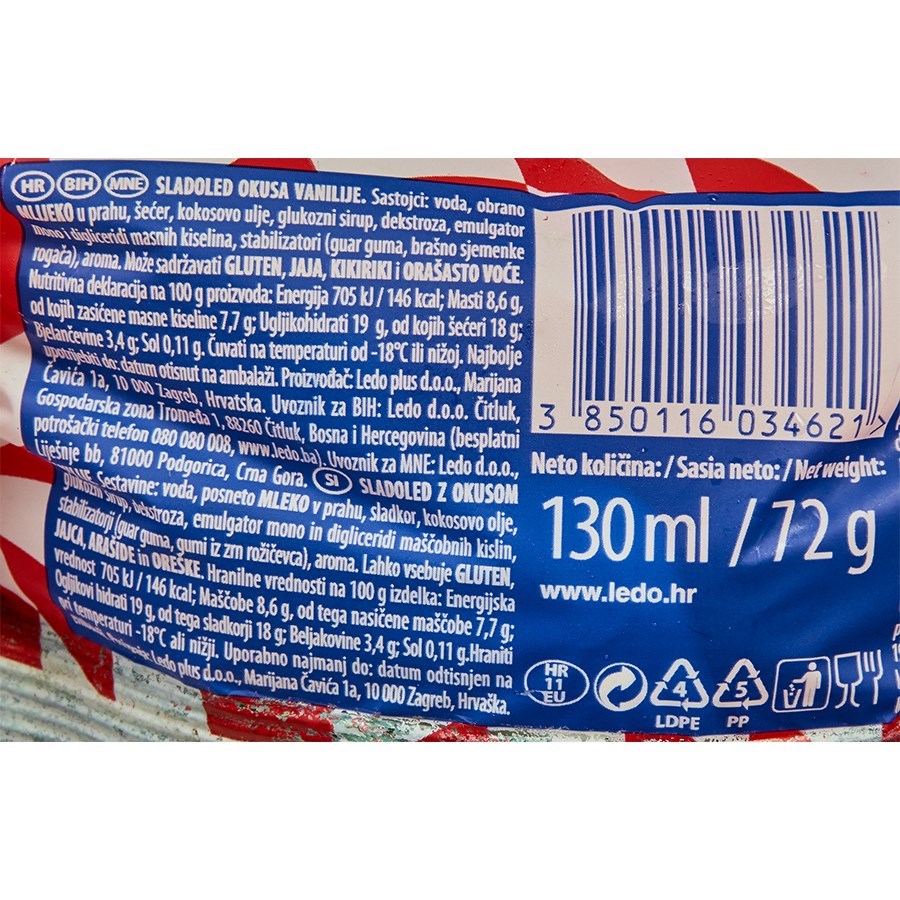 HR BIH MNE SLADOLED OKUSA VANILIJE. Sastojci: voda, obrano
MLIJEKO u prahu, šećer, kokosovo ulje, glukozni sirup, dekstroza, emulgator
mono i digliceridi masnih kiselina, stabilizatori (guar guma, brašno sjemenke
rogača), aroma. Može sadržavati GLUTEN, JAJA, KIKIRIKI i ORAŠASTO VOĆE.
Nutritivna deklaracija na 100 g proizvoda: Energija 705 kJ / 146 kcal; Masti 8,6 g,
od kojih zasićene masne kiseline 7,7 g; Ugljikohidrati 19 g, od kojih šećeri 18 g;
Bjelančevine 3,4 g; Sol 0,11 g. Čuvati na temperaturi od -18°C ili nižoj. Najbolje
upotrijebiti do: datum otisnut na ambalaži. Proizvođač: Ledo plus d.o.o., Marijana
Čavića 1a, 10 000 Zagreb, Hrvatska. Uvoznik za BIH: Ledo d.o.o. Čitluk,
Gospodarska zona Tromeđa 1, 88260 Čitluk, Bosna i Hercegovina (besplatni
potrošački telefon 080 080 008, www.ledo.ba). Uvoznik za MNE: Ledo d.o.o.,
Lješnje bb, 81000 Podgorica, Crna Gora. SI SLADOLED Z OKUSOM
Sestavine: voda, posneto MLEKO v prahu, sladkor, kokosovo olje,
glukozni sirup, dekstroza, emulgator mono in digliceridi maščobnih kislin,
stabilizatorji (guar guma, gumi iz zrn rožičevca), aroma. Lahko vsebuje GLUTEN,
JAJCA, ARAŠIDE in OREŠKE. Hranilne vrednosti na 100 g izdelka: Energijska
vrednost 705 kJ / 146 kcal; Maščobe 8,6 g, od tega nasičene maščobe 7,7 g;
Ogljikovi hidrati 19 g, od tega sladkorji 18 g; Beljakovine 3,4 g; Sol 0,11 g. Hraniti
pri temperaturi -18°C ali nižji. Uporabno najmanj do: datum odtisnjen na
Ledo plus d.o.o., Marijana Čavića 1a, 10 000 Zagreb, Hrvaška.
3 850116 034621 >
Neto količina: / Sasia neto: / Net weight:
130 ml / 72 g
www.ledo.hr
HR
11
EU
4
LDPE
5
PP